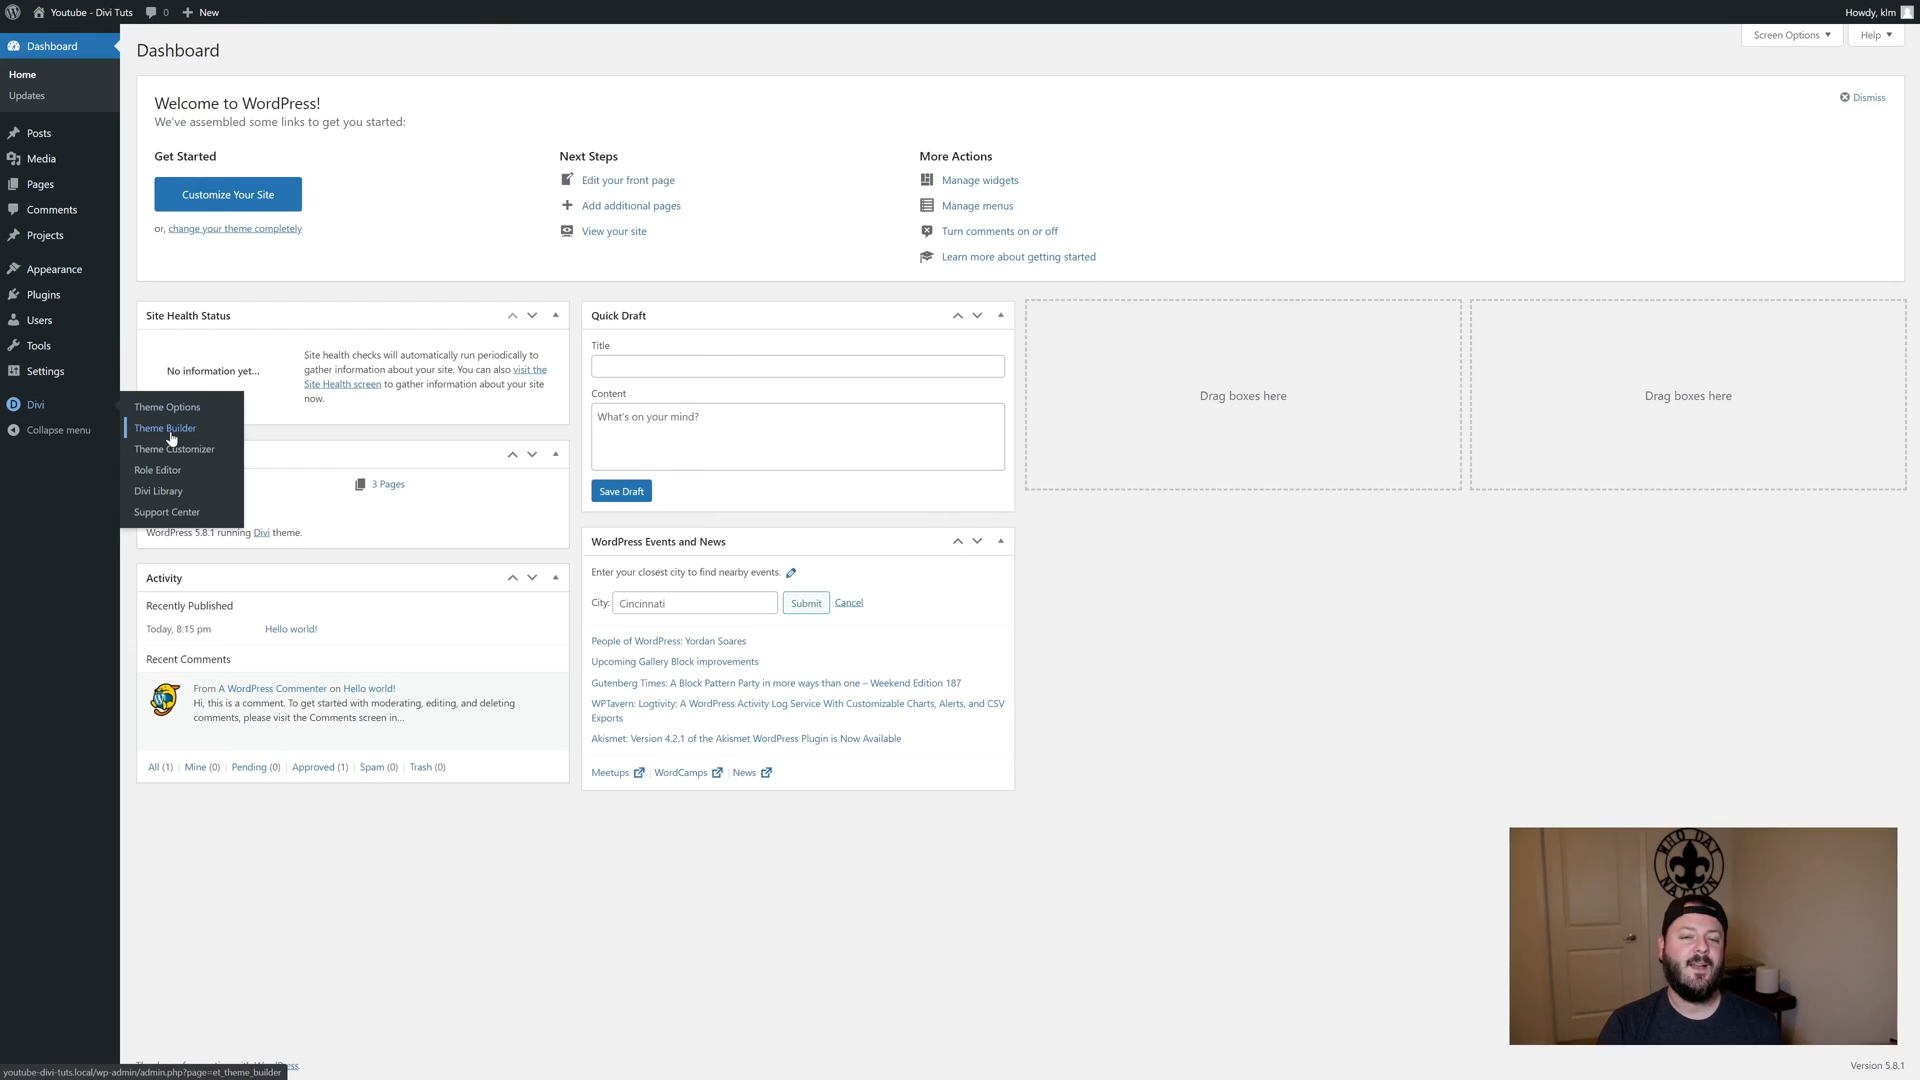 Youtube - Divi Tuts
0
New
Howdy, klm
Dashboard
Home
Updates
Posts
Media
Pages
Comments
Projects
Appearance
Plugins
Users
Tools
Settings
Divi
Collapse menu
Theme Options
Theme Builder
Theme Customizer
Role Editor
Divi Library
Support Center
Dashboard
Screen Options
Help
Welcome to WordPress!
We've assembled some links to get you started:
Dismiss
Get Started
Customize Your Site
or, change your theme completely
Next Steps
Edit your front page
Add additional pages
View your site
More Actions
Manage widgets
Manage menus
Turn comments on or off
Learn more about getting started
Site Health Status
No information yet...
Site health checks will automatically run periodically to
gather information about your site. You can also visit the
Site Health screen to gather information about your site
now.
3 Pages
WordPress 5.8.1 running Divi theme.
Activity
Recently Published
Today, 8:15 pm
Hello world!
Recent Comments
From A WordPress Commenter on Hello world!
Hi, this is a comment. To get started with moderating, editing, and deleting
comments, please visit the Comments screen in...
All (1) | Mine (0) | Pending (0) | Approved (1) | Spam (0) | Trash (0)
Quick Draft
Title
Content
What's on your mind?
Save Draft
WordPress Events and News
Enter your closest city to find nearby events.
City: Cincinnati Submit Cancel
People of WordPress: Yordan Soares
Upcoming Gallery Block improvements
Gutenberg Times: A Block Pattern Party in more ways than one – Weekend Edition 187
WPTavern: Logtivity: A WordPress Activity Log Service With Customizable Charts, Alerts, and CSV
Exports
Akismet: Version 4.2.1 of the Akismet WordPress Plugin is Now Available
Meetups | WordCamps | News
Drag boxes here
Drag boxes here
WHO DAT
NATION
youtube-divi-tuts.local/wp-admin/admin.php?page=et_theme_builder
Version 5.8.1